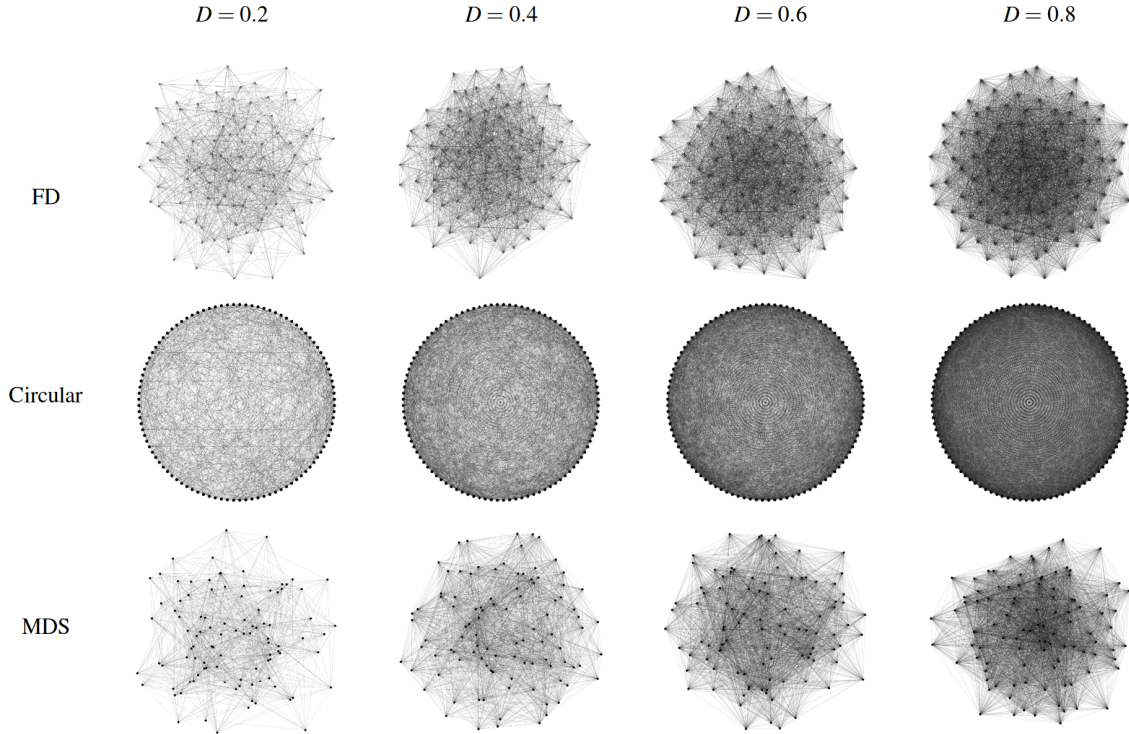 D = 0.2 D = 0.4 D = 0.6 D = 0.8
FD
Circular
MDS